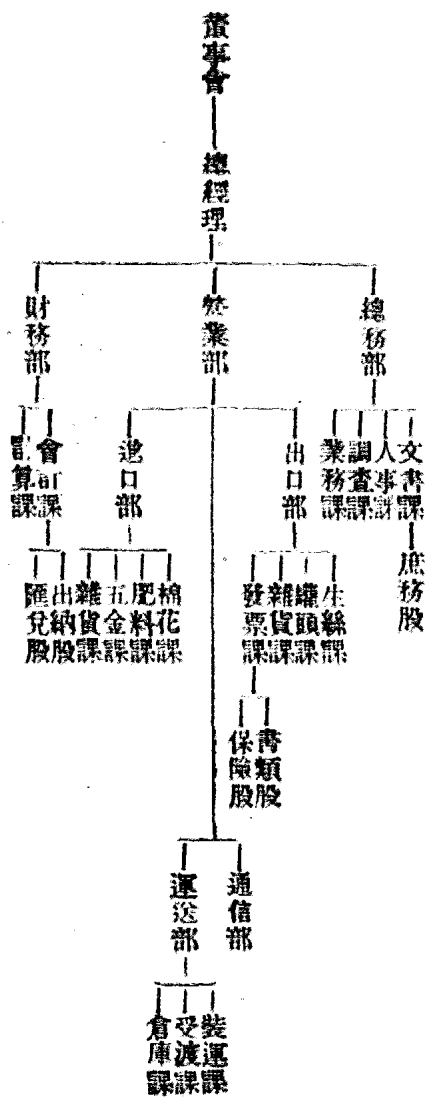 董事會
總經理
總務部
營業部
財務部
文書課
人事課
調查課
業務課
庶務股
出口部
進口部
會計課
計算課
生絲課
罐頭課
雜貨課
發票課
棉花課
肥料課
五金課
雜貨課
出納股
匯兌股
書類股
保險股
通信部
運送部
裝運課
受渡課
倉庫課